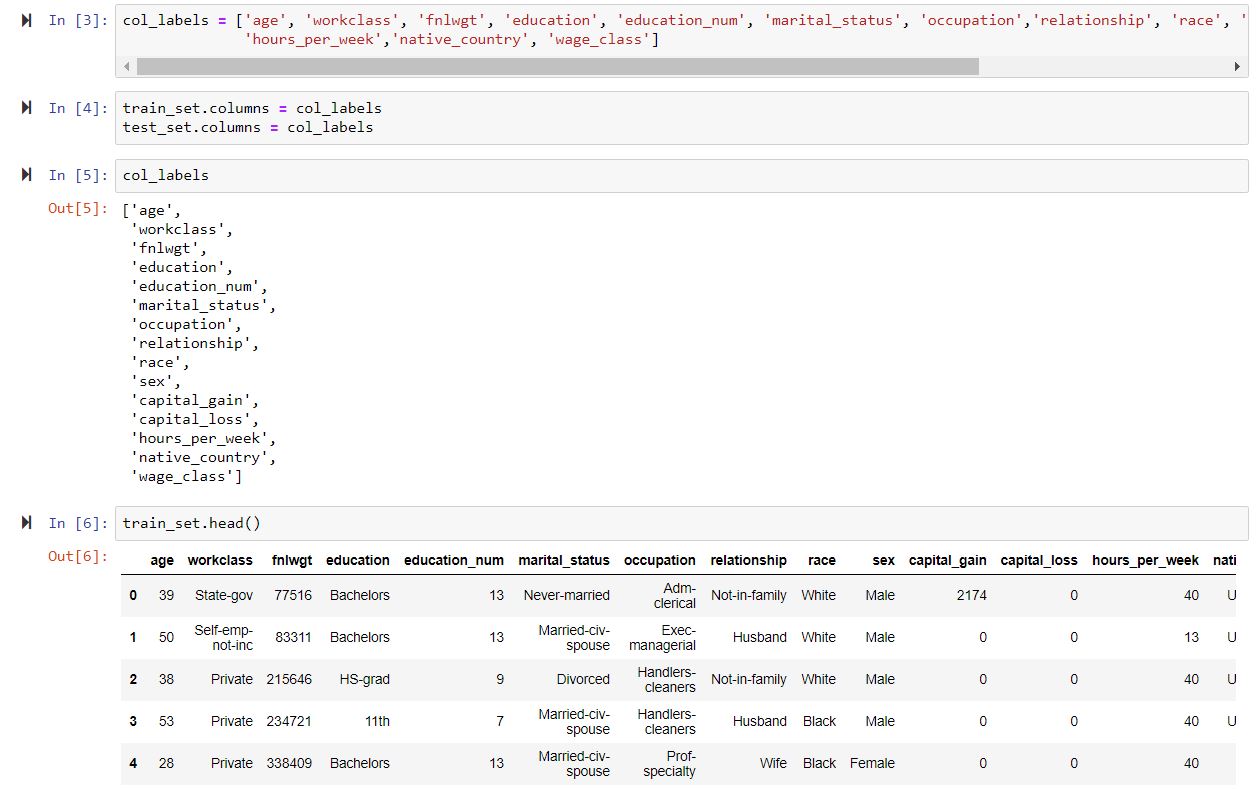 In [3]: col_labels = ['age', 'workclass', 'fnlwgt', 'education', 'education_num', 'marital_status', 'occupation','relationship', 'race', '
'hours_per_week','native_country', 'wage_class']
In [4]: train_set.columns = col_labels
test_set.columns = col_labels
In [5]: col_labels
Out[5]: ['age',
'workclass',
'fnlwgt',
'education',
'education_num',
'marital_status',
'occupation',
'relationship',
'race',
'sex',
'capital_gain',
'capital_loss',
'hours_per_week',
'native_country',
'wage_class']
In [6]: train_set.head()
Out[6]:
age workclass fnlwgt education education_num marital_status occupation relationship race sex capital_gain capital_loss hours_per_week nati
0 39 State-gov 77516 Bachelors 13 Never-married Adm-clerical Not-in-family White Male 2174 0 40 U
1 50 Self-emp-not-inc 83311 Bachelors 13 Married-civ-spouse Exec-managerial Husband White Male 0 0 13 U
2 38 Private 215646 HS-grad 9 Divorced Handlers-cleaners Not-in-family White Male 0 0 40 U
3 53 Private 234721 11th 7 Married-civ-spouse Handlers-cleaners Husband Black Male 0 0 40 U
4 28 Private 338409 Bachelors 13 Married-civ-spouse Prof-specialty Wife Black Female 0 0 40